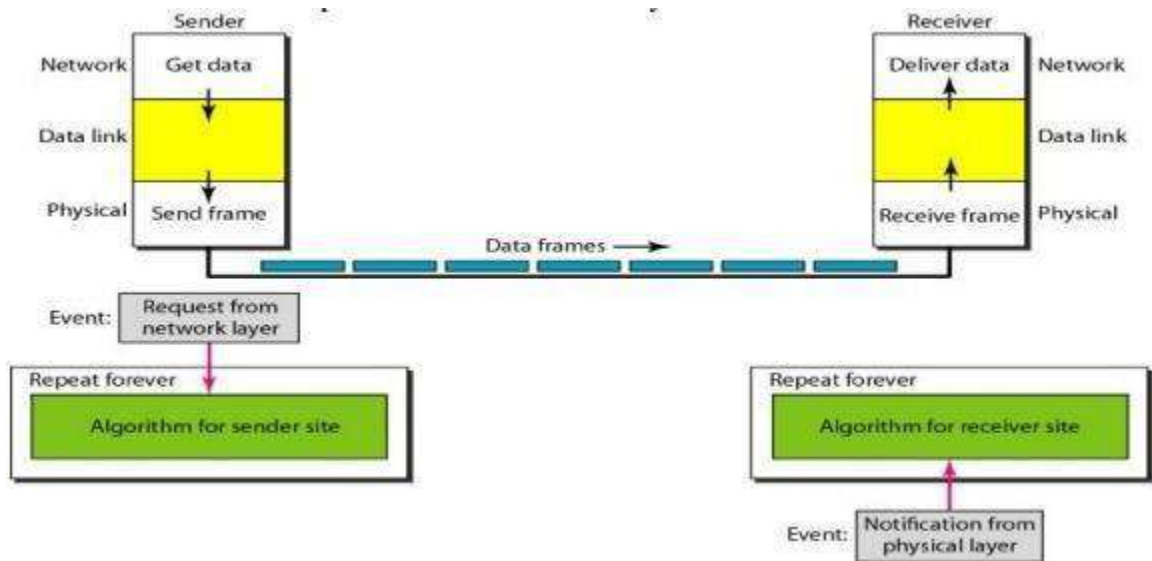 Sender
Receiver
Network
Get data
Deliver data
Network
Data link
Data link
Physical
Send frame
Receive frame
Physical
Data frames
Event:
Request from
network layer
Repeat forever
Algorithm for sender site
Repeat forever
Algorithm for receiver site
Event:
Notification from
physical layer